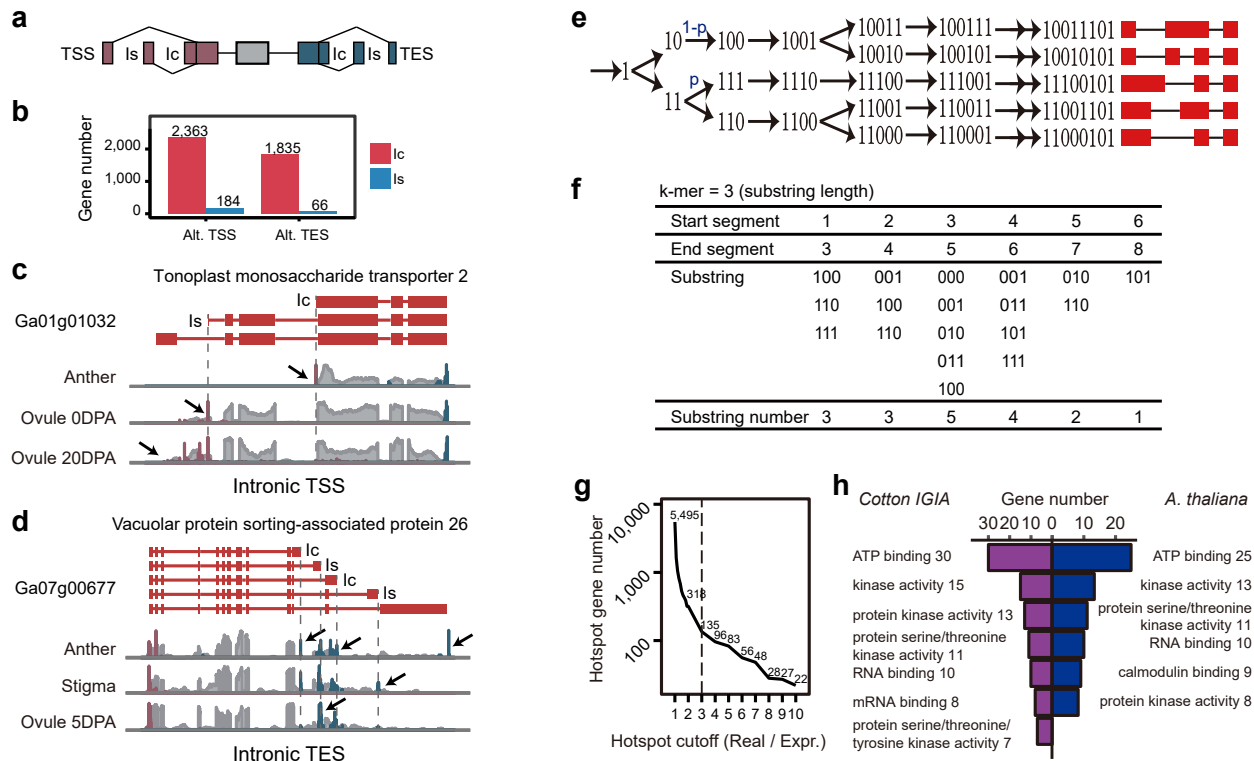 a
TSS Is Ic Ic Is TES
b
Gene number
2,000
1,000
0
2,363
184
1,835
66
Alt. TSS Alt. TES
Ic
Is
c
Tonoplast monosaccharide transporter 2
Ic
Ga01g01032
Is
Anther
Ovule 0DPA
Ovule 20DPA
Intronic TSS
d
Vacuolar protein sorting-associated protein 26
Ic
Is
Ga07g00677
Ic
Is
Anther
Stigma
Ovule 5DPA
Intronic TES
e
10011 100111 10011101
10 1-p 100 1001
10010 100101 10010101
1
p 111 1110 11100 111001 11100101
11
11001 110011 11001101
110 1100
11000 110001 11000101
f
k-mer = 3 (substring length)
Start segment 1 2 3 4 5 6
End segment 3 4 5 6 7 8
Substring 100 001 000 001 010 101
110 100 001 011 110
111 110 010 101
011 111
100
Substring number 3 3 5 4 2 1
g
Hotspot gene number
10,000
1,000
100
5,495
318
135
96
83
56
48
28
27
22
1 2 3 4 5 6 7 8 9 10
Hotspot cutoff (Real / Expr.)
h
Cotton IGIA Gene number A. thaliana
30 20 10 0 10 20
ATP binding 30
kinase activity 15
protein kinase activity 13
protein serine/threonine
kinase activity 11
RNA binding 10
mRNA binding 8
protein serine/threonine/
tyrosine kinase activity 7
ATP binding 25
kinase activity 13
protein serine/threonine
kinase activity 11
RNA binding 10
calmodulin binding 9
protein kinase activity 8